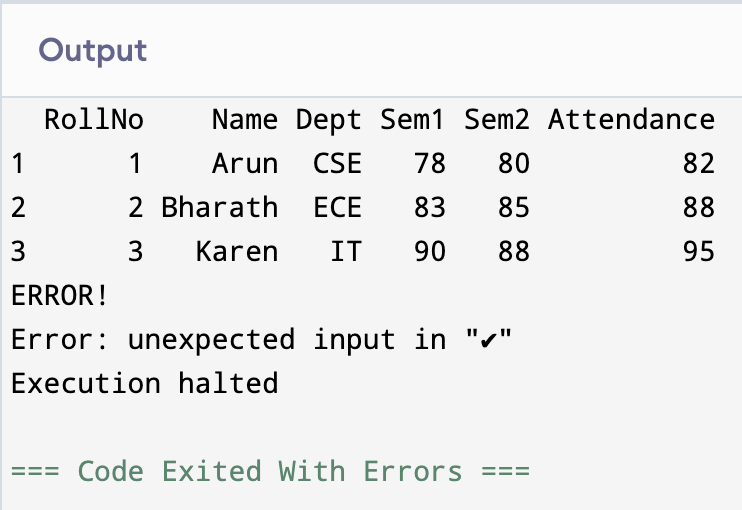 Output
RollNo Name Dept Sem1 Sem2 Attendance
1 1 Arun CSE 78 80 82
2 2 Bharath ECE 83 85 88
3 3 Karen IT 90 88 95
ERROR!
Error: unexpected input in "✔"
Execution halted
=== Code Exited With Errors ===